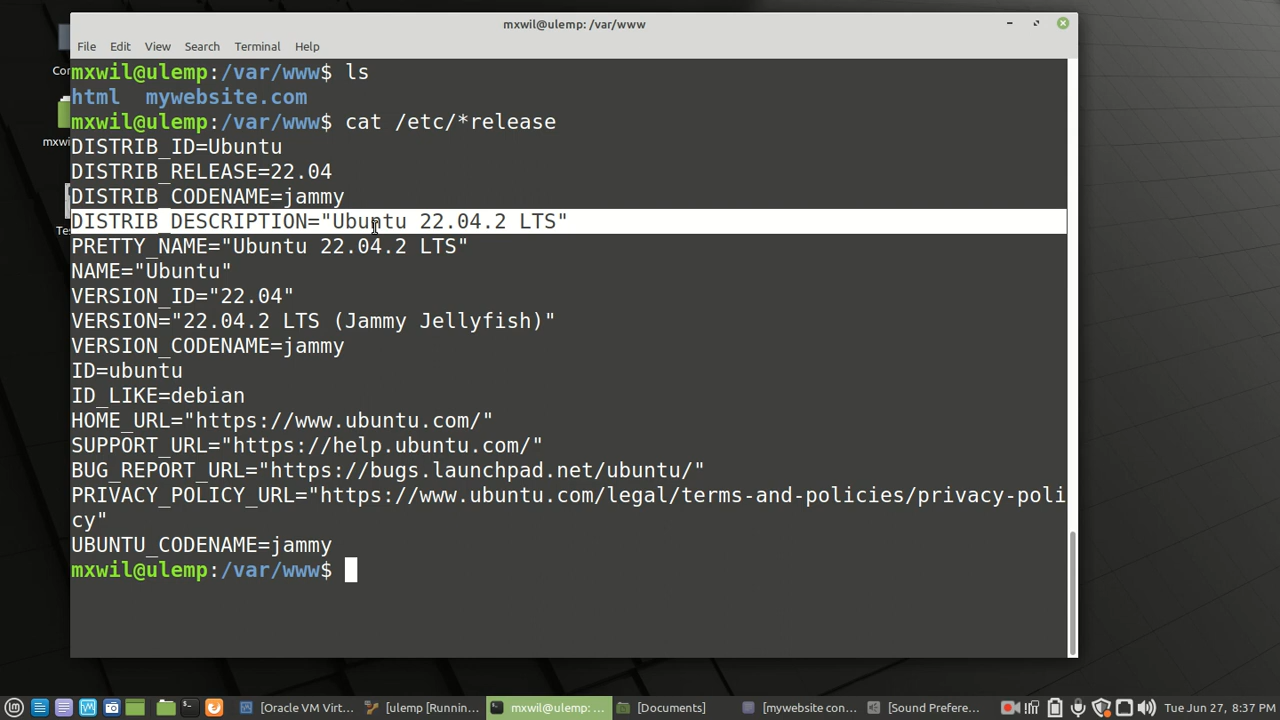 mxwil@ulemp: /var/www
File Edit View Search Terminal Help
mxwil@ulemp:/var/www$ ls
html mywebsite.com
mxwil@ulemp:/var/www$ cat /etc/*release
DISTRIB_ID=Ubuntu
DISTRIB_RELEASE=22.04
DISTRIB_CODENAME=jammy
DISTRIB_DESCRIPTION="Ubuntu 22.04.2 LTS"
PRETTY_NAME="Ubuntu 22.04.2 LTS"
NAME="Ubuntu"
VERSION_ID="22.04"
VERSION="22.04.2 LTS (Jammy Jellyfish)"
VERSION_CODENAME=jammy
ID=ubuntu
ID_LIKE=debian
HOME_URL="https://www.ubuntu.com/"
SUPPORT_URL="https://help.ubuntu.com/"
BUG_REPORT_URL="https://bugs.launchpad.net/ubuntu/"
PRIVACY_POLICY_URL="https://www.ubuntu.com/legal/terms-and-policies/privacy-poli
cy"
UBUNTU_CODENAME=jammy
mxwil@ulemp:/var/www$
Co
mxwi
Te
[Oracle VM Virt... [ulemp [Runnin... mxwil@ulemp: ... [Documents] [mywebsite con... [Sound Prefere... Tue Jun 27, 8:37 PM